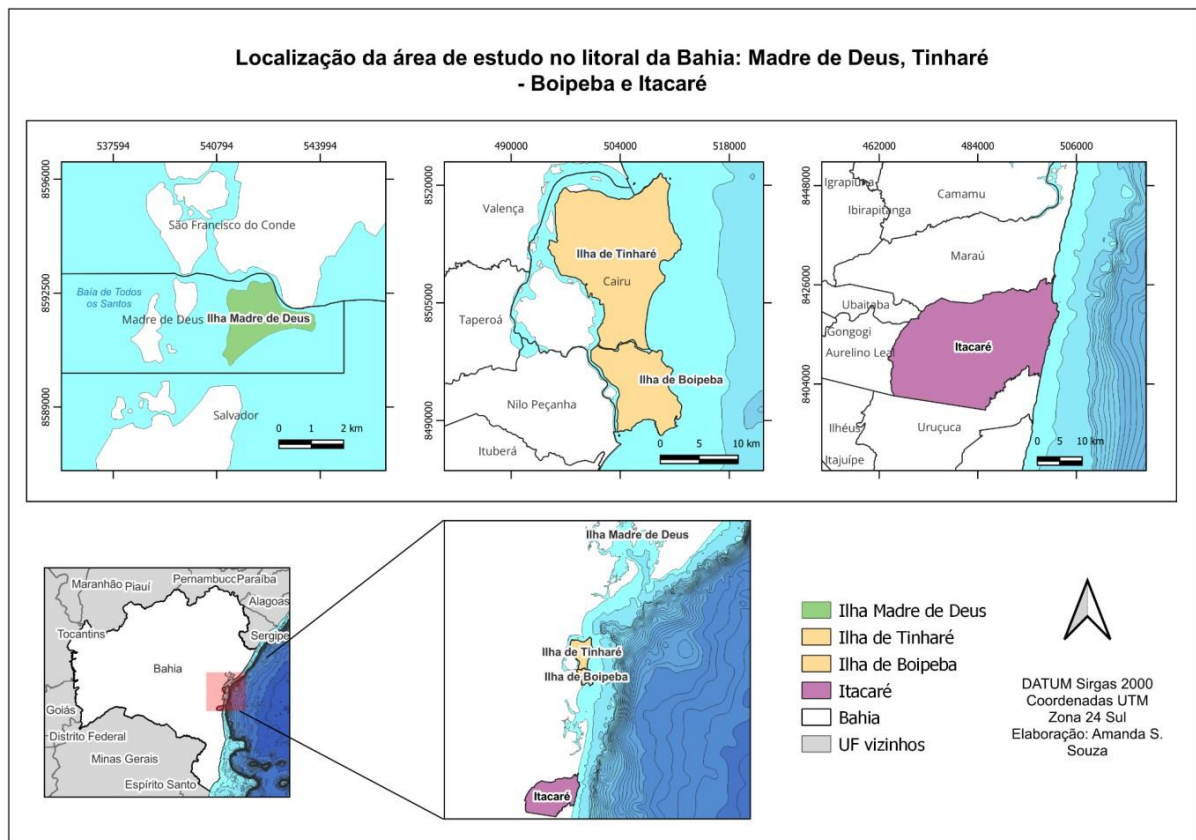 Localização da área de estudo no litoral da Bahia: Madre de Deus, Tinharé
- Boipeba e Itacaré
537594 540794 543994
8596000
8592500
8589000
São Francisco do Conde
Baía de Todos
os Santos
Madre de Deus
Ilha Madre de Deus
Salvador
0 1 2 km
490000 504000 518000
8520000
8505000
8490000
Valença
Ilha de Tinharé
Cairu
Taperoá
Ilha de Boipeba
Nilo Peçanha
Ituberá
0 5 10 km
462000 484000 506000
8448000
8426000
8404000
Igrapiúna
Camamu
Ibirapitanga
Maraú
Ubaitaba
Gongogi
Aurelino Leal
Itacaré
Ilhéus
Uruçuca
Itajuípe
0 5 10 km
Maranhão
Piauí
Pernambuco
Paraíba
Alagoas
Sergipe
Tocantins
Bahia
Goiás
Distrito Federal
Minas Gerais
Espírito Santo
Ilha Madre de Deus
Ilha de Tinharé
Ilha de Boipeba
Itacaré
Ilha Madre de Deus
Ilha de Tinharé
Ilha de Boipeba
Itacaré
Bahia
UF vizinhos
DATUM Sirgas 2000
Coordenadas UTM
Zona 24 Sul
Elaboração: Amanda S.
Souza